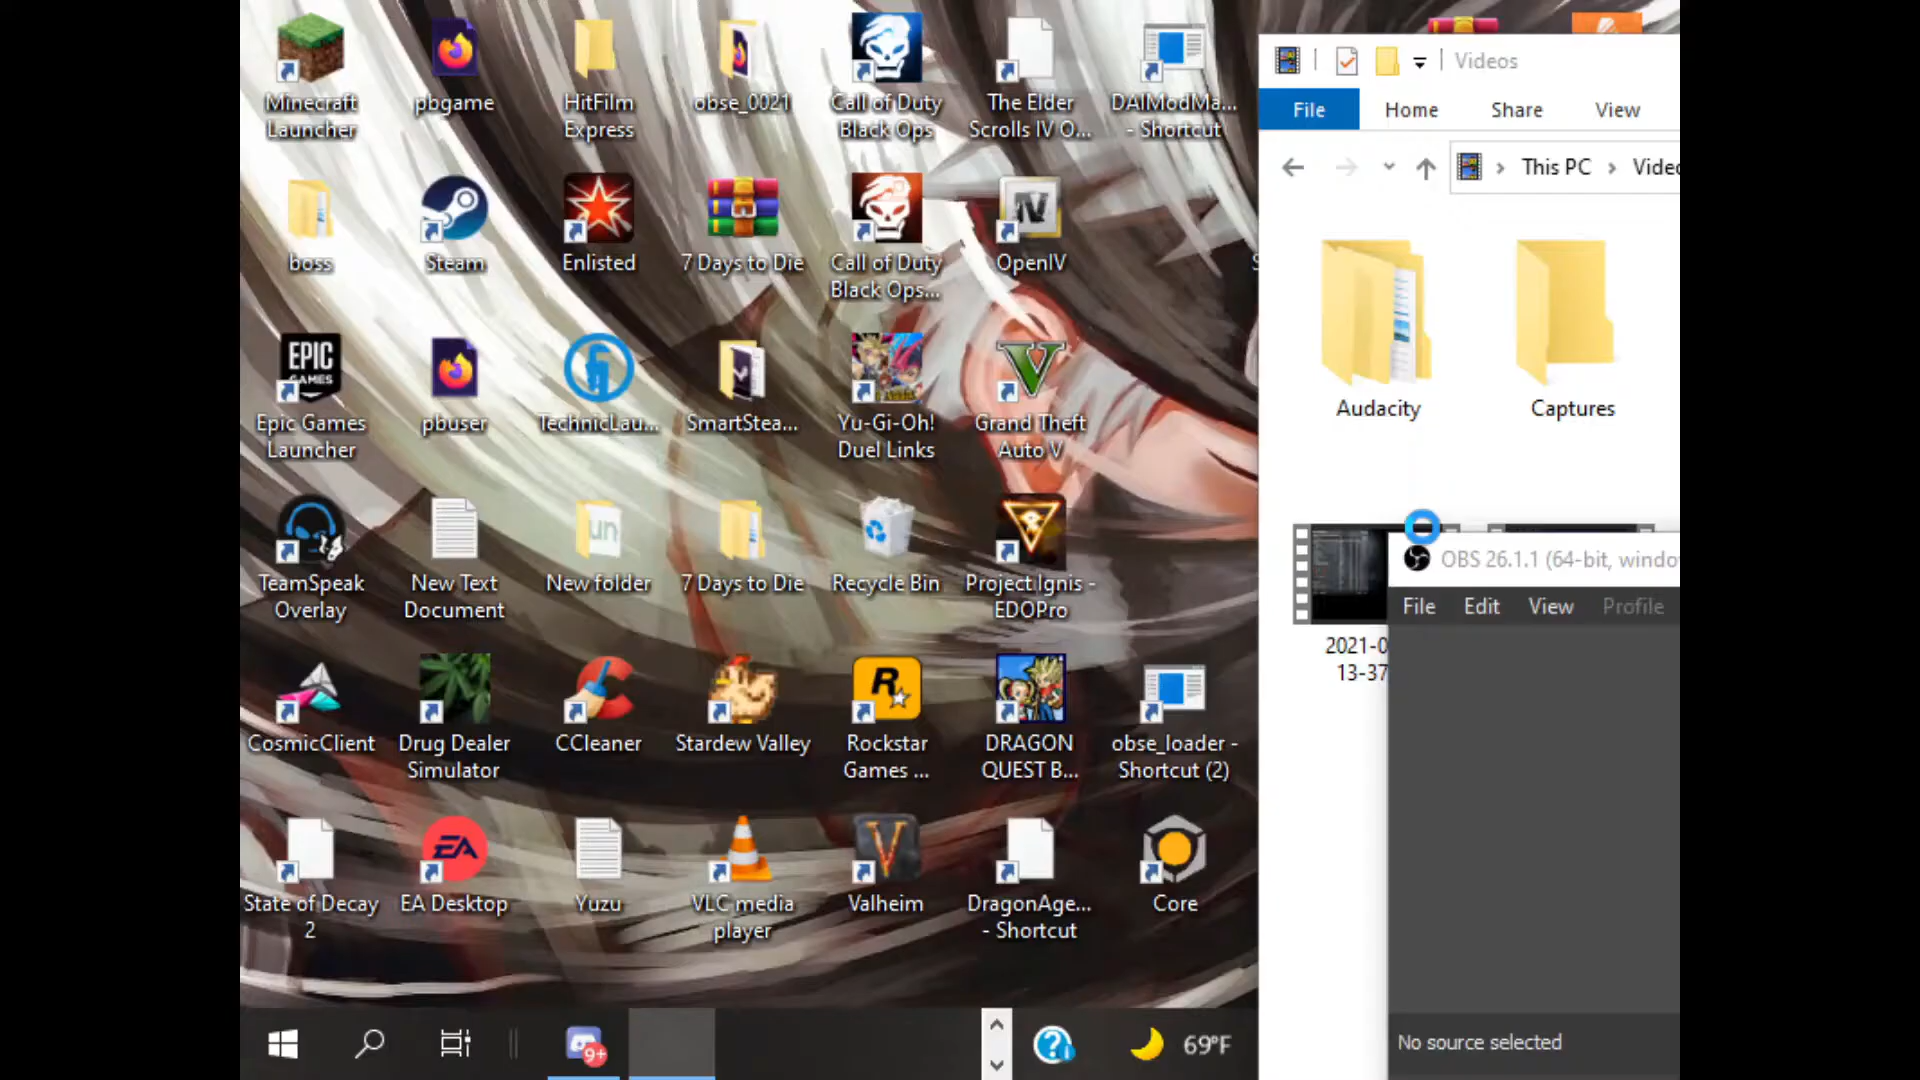 Minecraft
Launcher
pbgame
HitFilm
Express
obse_0021
Call of Duty
Black Ops
The Elder
Scrolls IV O...
DAIModMa...
- Shortcut
boss
Steam
Enlisted
7 Days to Die
Call of Duty
Black Ops...
IV
OpenIV
EPIC
GAMES
Epic Games
Launcher
pbuser
TechnicLau...
SmartStea...
Yu-Gi-Oh!
Duel Links
V
Grand Theft
Auto V
TeamSpeak
Overlay
New Text
Document
un
New folder
7 Days to Die
Recycle Bin
Project Ignis -
EDOPro
CosmicClient
Drug Dealer
Simulator
CCleaner
Stardew Valley
R
Rockstar
Games ...
DRAGON
QUEST B...
obse_loader -
Shortcut (2)
State of Decay
2
EA
EA Desktop
Yuzu
VLC media
player
V
Valheim
DragonAge...
- Shortcut
Core
9+
69°F
Videos
File Home Share View
This PC > Videc
Audacity
Captures
2021-0
13-37
OBS 26.1.1 (64-bit, windo
File Edit View Profile
No source selected